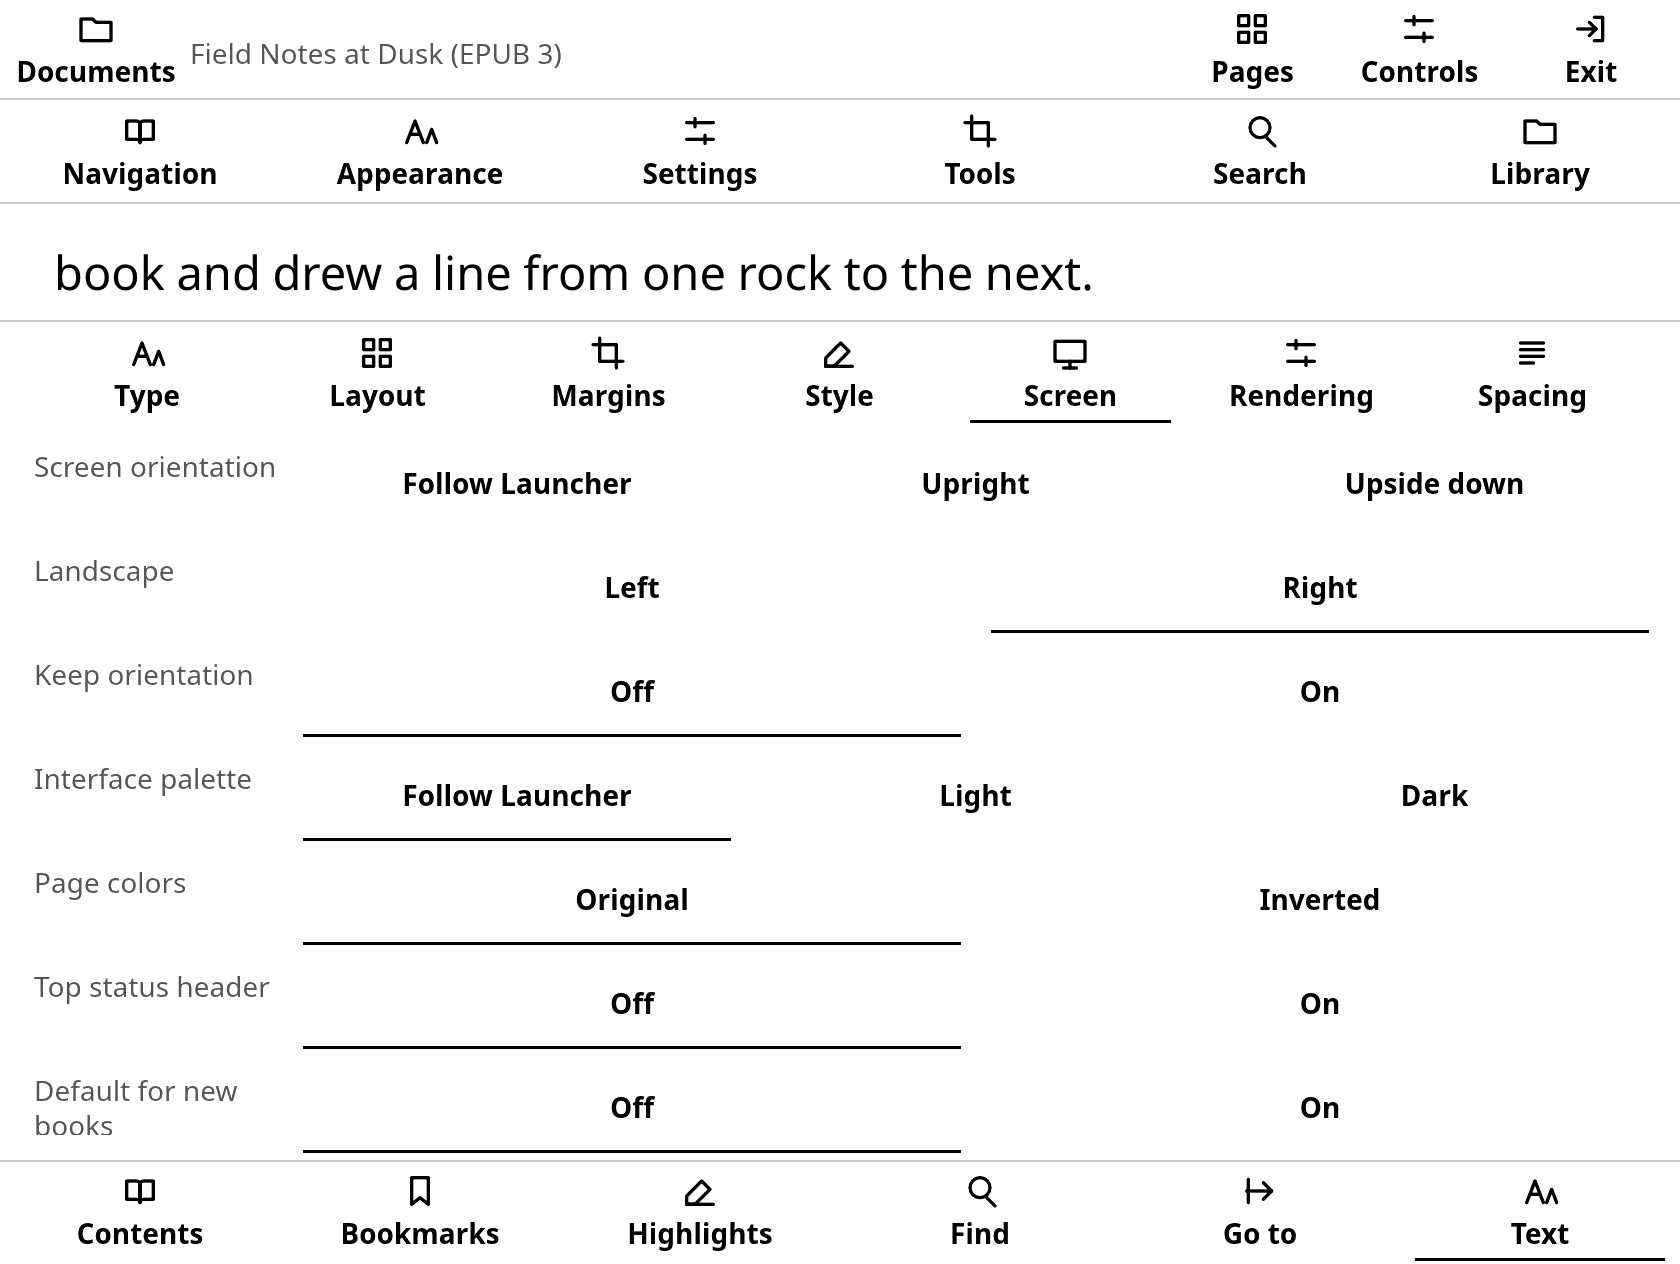 Documents
Field Notes at Dusk (EPUB 3)
Pages
Controls
Exit
Navigation
Appearance
Settings
Tools
Search
Library
book and drew a line from one rock to the next.
Type
Layout
Margins
Style
Screen
Rendering
Spacing
Screen orientation
Follow Launcher
Upright
Upside down
Landscape
Left
Right
Keep orientation
Off
On
Interface palette
Follow Launcher
Light
Dark
Page colors
Original
Inverted
Top status header
Off
On
Default for new
books
Off
On
Contents
Bookmarks
Highlights
Find
Go to
Text